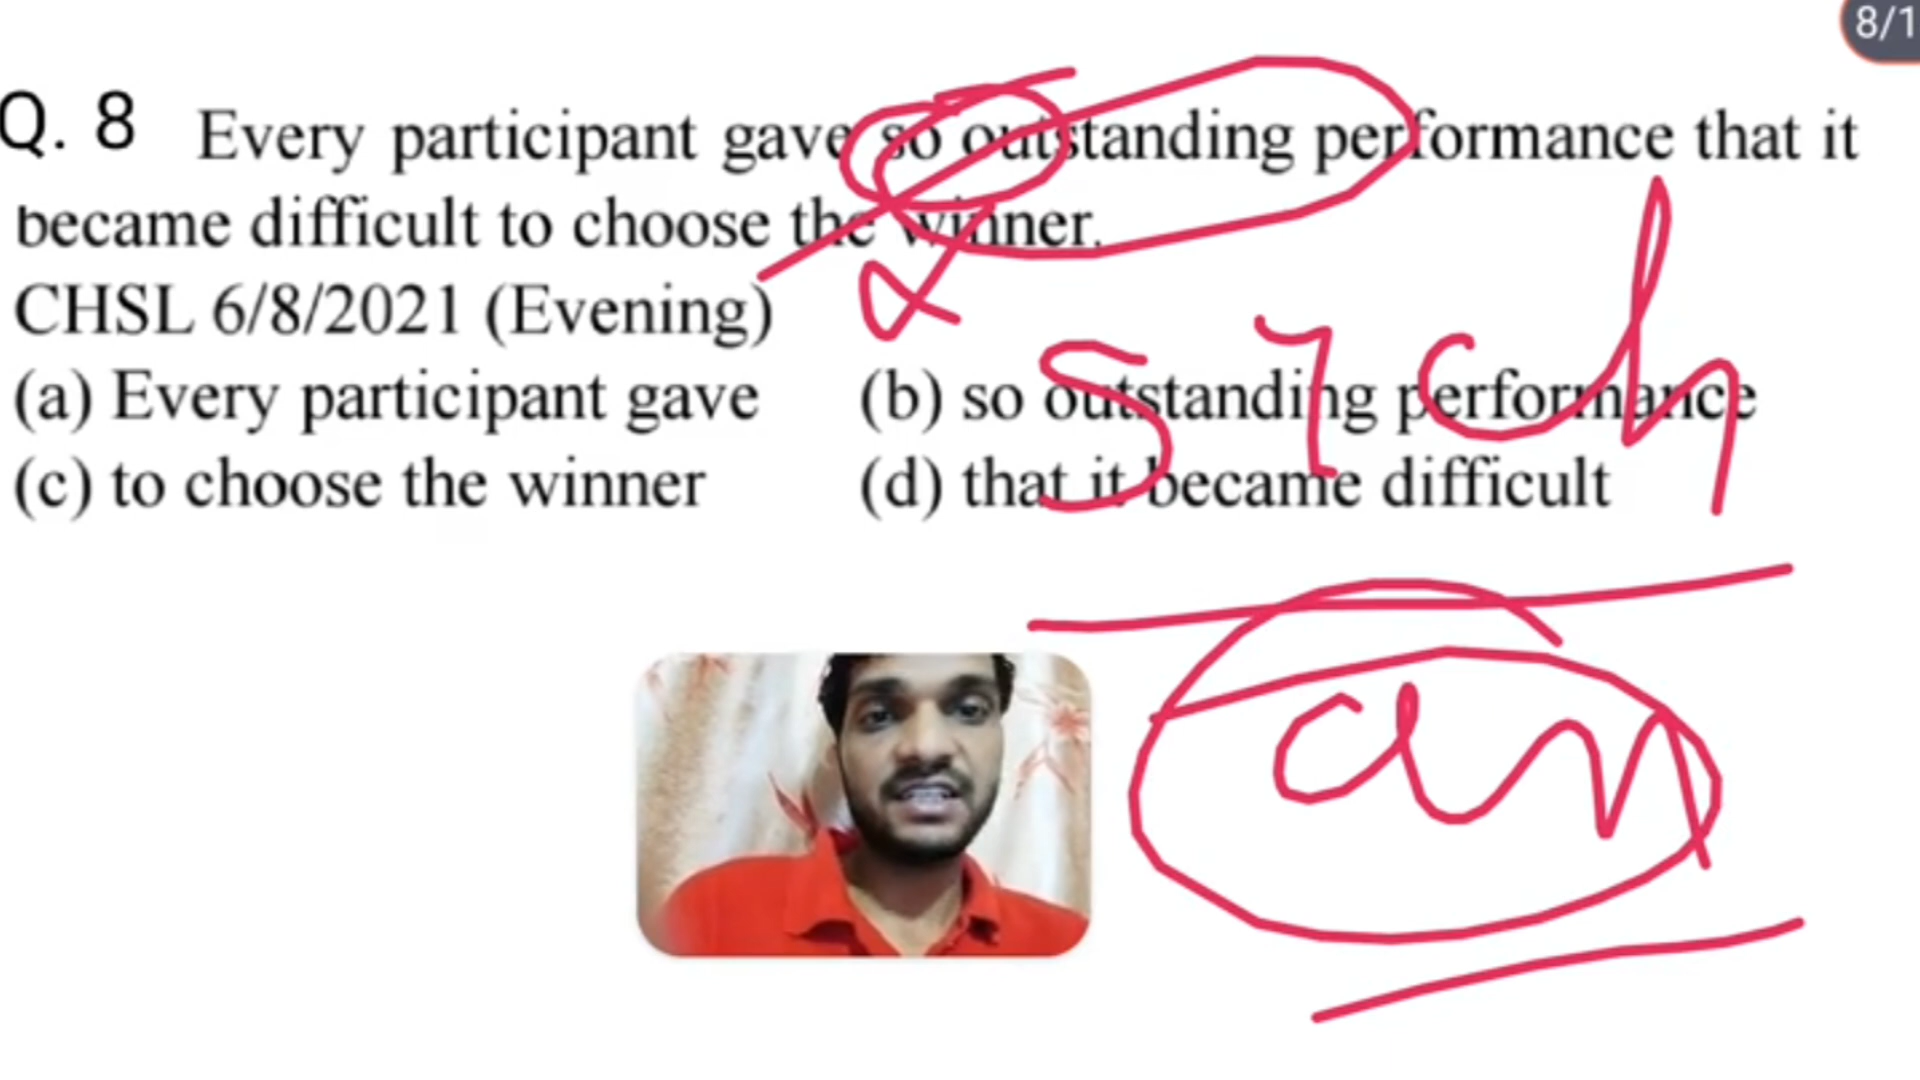 8/1
Q. 8 Every participant gave so outstanding performance that it
became difficult to choose the winner.
CHSL 6/8/2021 (Evening)
(a) Every participant gave (b) so outstanding performance
(c) to choose the winner (d) that it became difficult
such
an